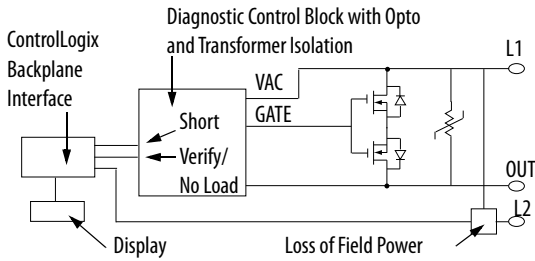 Diagnostic Control Block with Opto
and Transformer Isolation
ControlLogix
Backplane
Interface
L1
VAC
GATE
Short
Verify/
No Load
OUT
L2
Display
Loss of Field Power